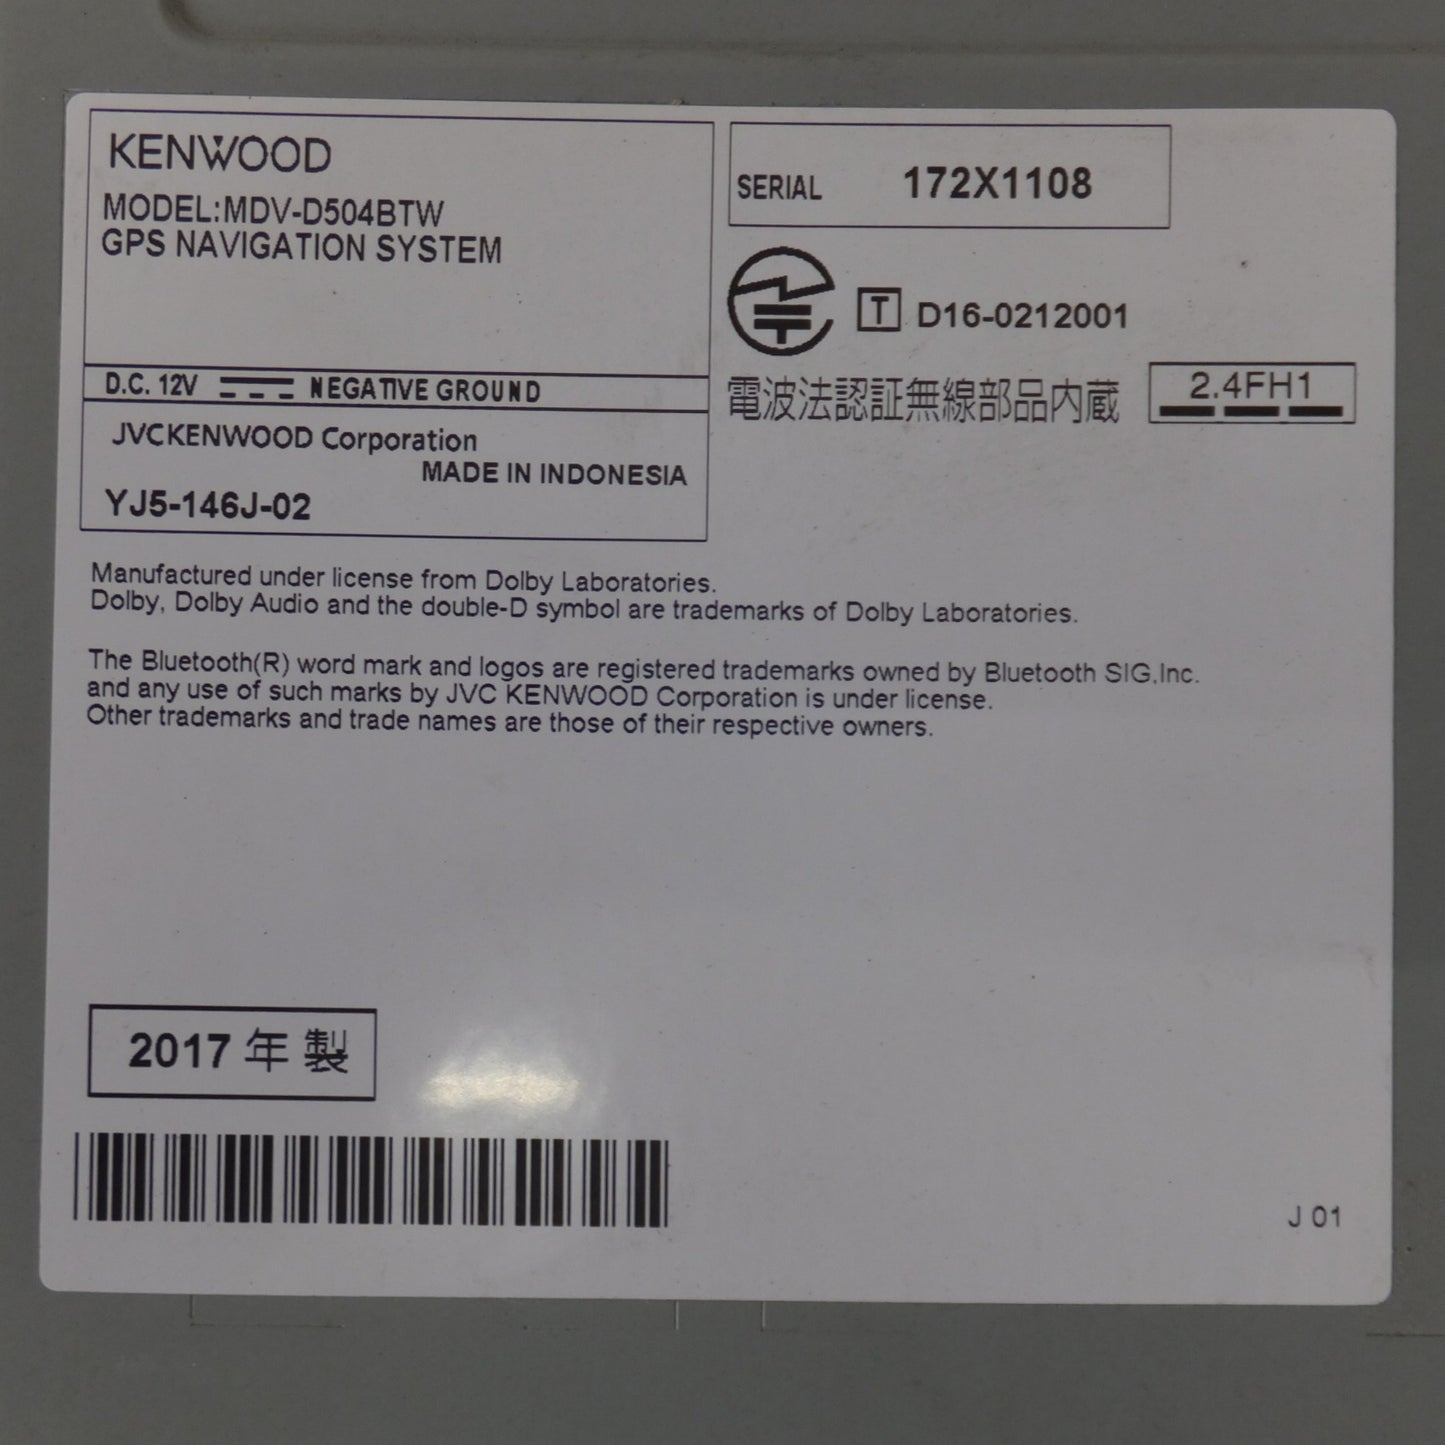 KENWOOD
MODEL:MDV-D504BTW
GPS NAVIGATION SYSTEM
D.C. 12V NEGATIVE GROUND
JVCKENWOOD Corporation
MADE IN INDONESIA
YJ5-146J-02
SERIAL 172X1108
T D16-0212001
電波法認証無線部品内蔵 2.4FH1
Manufactured under license from Dolby Laboratories.
Dolby, Dolby Audio and the double-D symbol are trademarks of Dolby Laboratories.
The Bluetooth(R) word mark and logos are registered trademarks owned by Bluetooth SIG,Inc.
and any use of such marks by JVC KENWOOD Corporation is under license.
Other trademarks and trade names are those of their respective owners.
2017 年 製
J 01